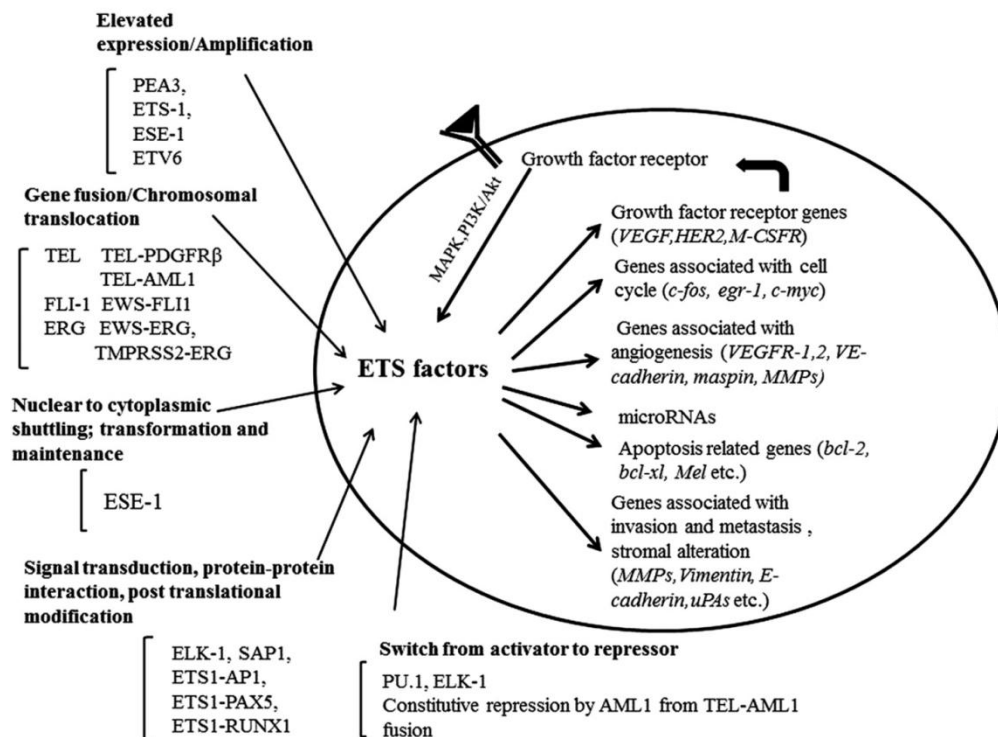 Elevated
expression/Amplification
PEA3,
ETS-1,
ESE-1
ETV6
Gene fusion/Chromosomal
translocation
TEL TEL-PDGFRβ
TEL-AML1
FLI-1 EWS-FLI1
ERG EWS-ERG,
TMPRSS2-ERG
Nuclear to cytoplasmic
shuttling; transformation and
maintenance
ESE-1
Signal transduction, protein-protein
interaction, post translational
modification
ELK-1, SAP1,
ETS1-AP1,
ETS1-PAX5,
ETS1-RUNX1
Switch from activator to repressor
PU.1, ELK-1
Constitutive repression by AML1 from TEL-AML1
fusion
ETS factors
MAPK,PI3K/Akt
Growth factor receptor
Growth factor receptor genes
(VEGF,HER2,M-CSFR)
Genes associated with cell
cycle (c-fos, egr-1, c-myc)
Genes associated with
angiogenesis (VEGFR-1,2, VE-
cadherin, maspin, MMPs)
microRNAs
Apoptosis related genes (bcl-2,
bcl-xl, Mel etc.)
Genes associated with
invasion and metastasis ,
stromal alteration
(MMPs, Vimentin, E-
cadherin,uPAs etc.)